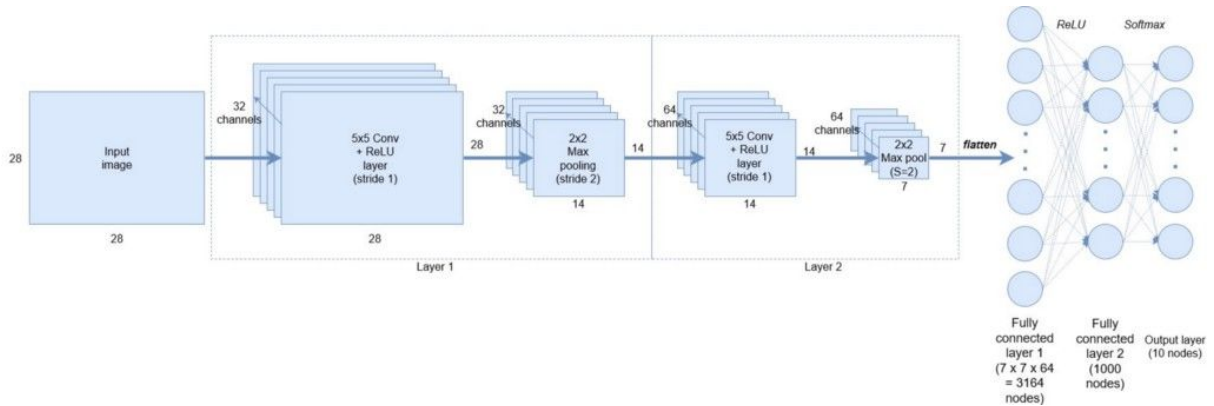 28
Input
image
28
32
channels
5x5 Conv
+ ReLU
layer
(stride 1)
28
28
32
channels
2x2
Max
pooling
(stride 2)
14
14
Layer 1
64
channels
5x5 Conv
+ ReLU
layer
(stride 1)
14
14
64
channels
2x2
Max pool
(S=2)
7
7
Layer 2
flatten
ReLU
Softmax
Fully
connected
layer 1
(7 x 7 x 64
= 3164
nodes)
Fully
connected
layer 2
(1000
nodes)
Output layer
(10 nodes)